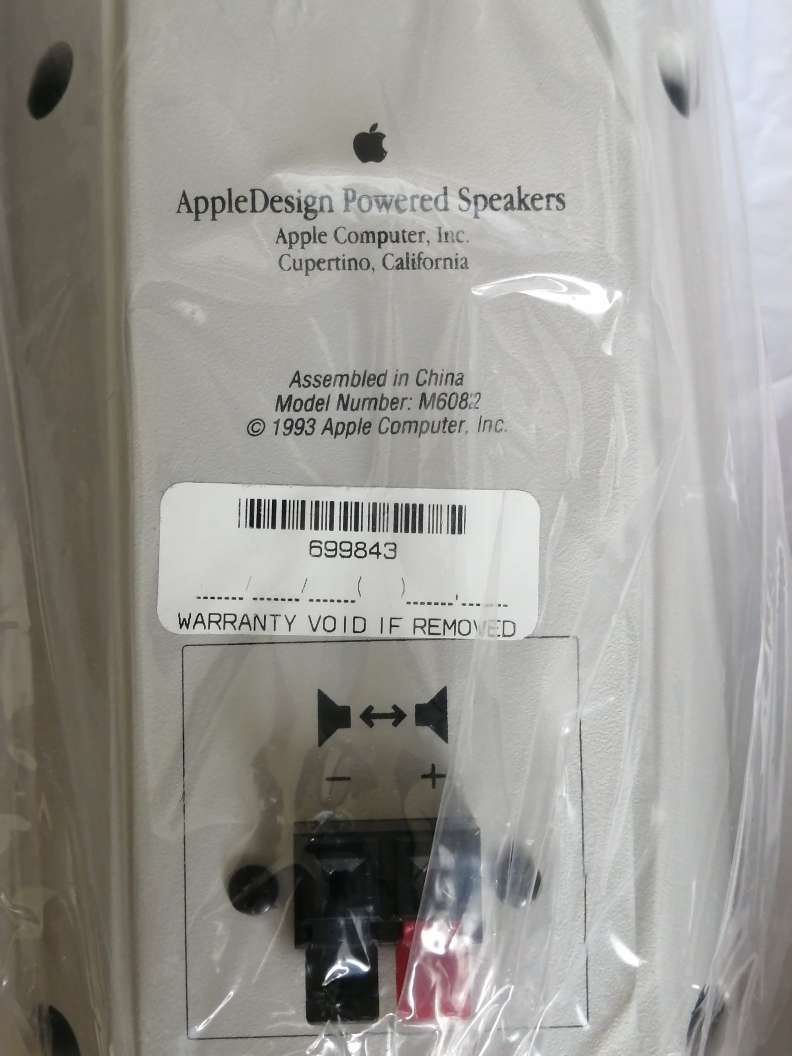 AppleDesign Powered Speakers
Apple Computer, Inc.
Cupertino, California
Assembled in China
Model Number: M6082
© 1993 Apple Computer, Inc.
699843
/ / ( ) '
WARRANTY VOID IF REMOVED
− +